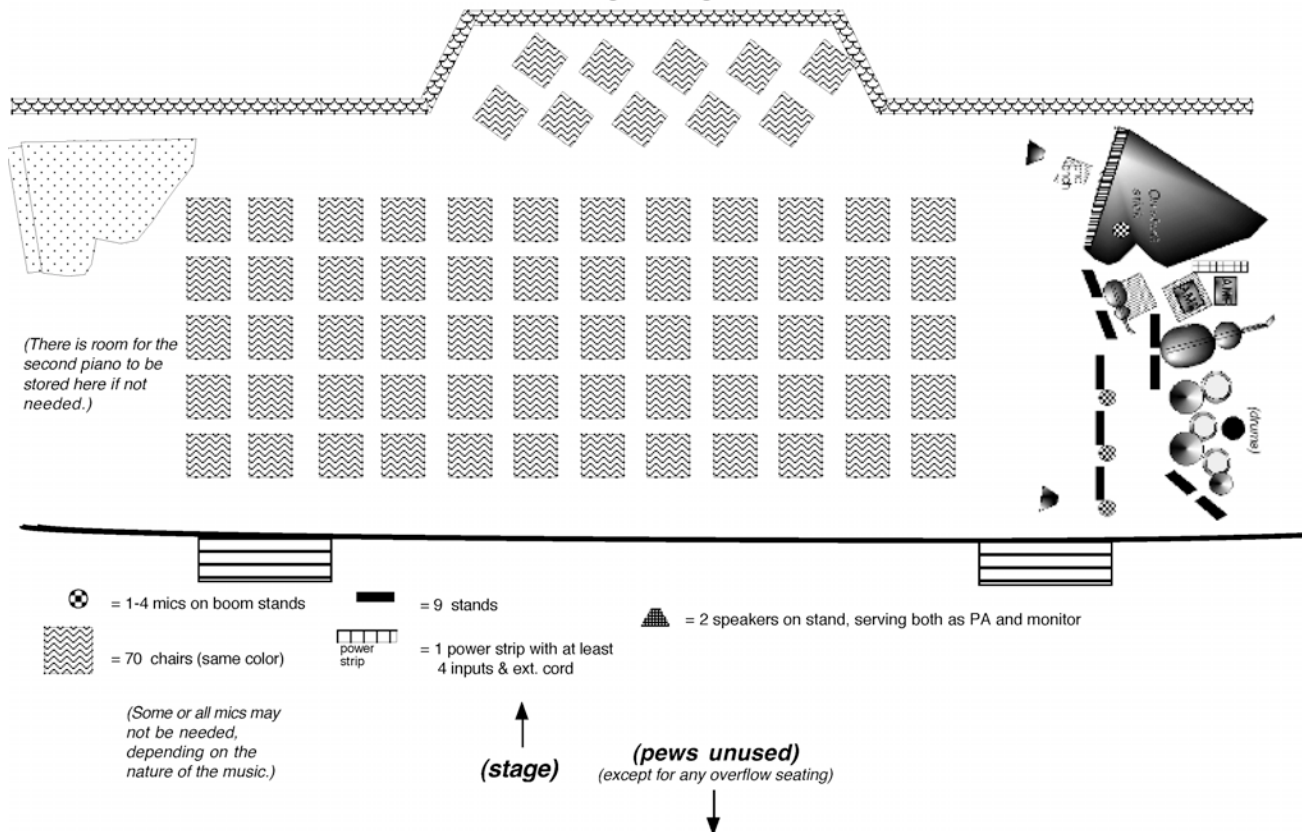 (There is room for the
second piano to be
stored here if not
needed.)
AMP
AMP
(drums)
= 1-4 mics on boom stands
= 9 stands
= 2 speakers on stand, serving both as PA and monitor
= 70 chairs (same color)
power
strip
= 1 power strip with at least
4 inputs & ext. cord
(Some or all mics may
not be needed,
depending on the
nature of the music.)
(stage)
(pews unused)
(except for any overflow seating)